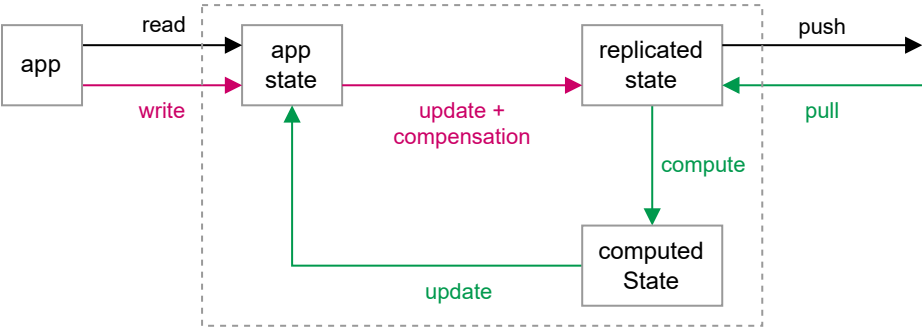 read
push
app
app
state
replicated
state
write
update +
compensation
pull
compute
computed
State
update